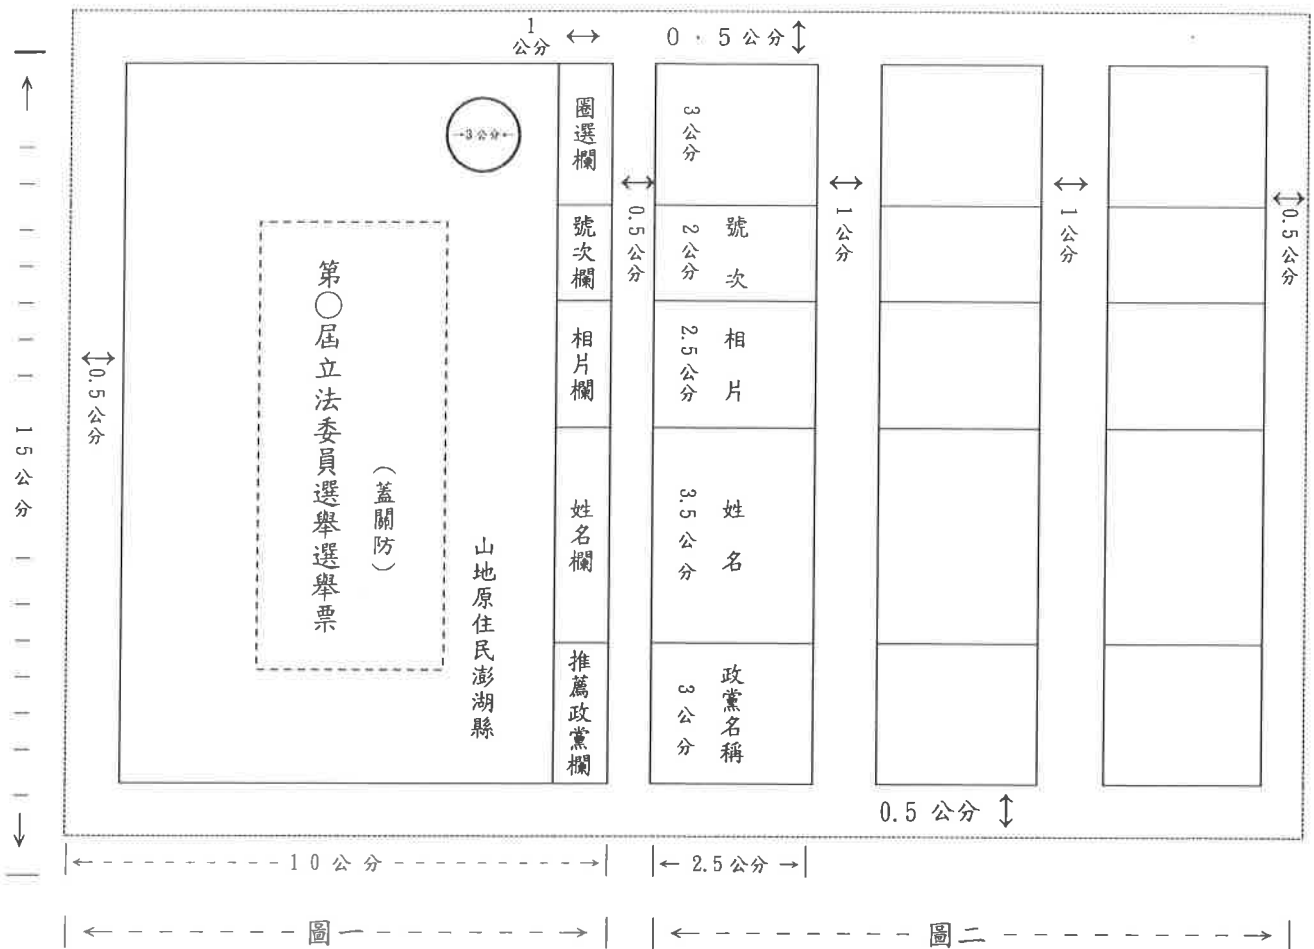 1
公分
0.5 公分
3公分
圈選欄
號次欄
相片欄
姓名欄
推薦政黨欄
第○屆立法委員選舉選舉票
（蓋關防）
山地原住民澎湖縣
0.5公分
15公分
0.5公分
3公分
2公分
號次
2.5公分
相片
3.5公分
姓名
3公分
政黨名稱
1公分
1公分
0.5公分
0.5 公分
10公分
2.5公分
圖一
圖二